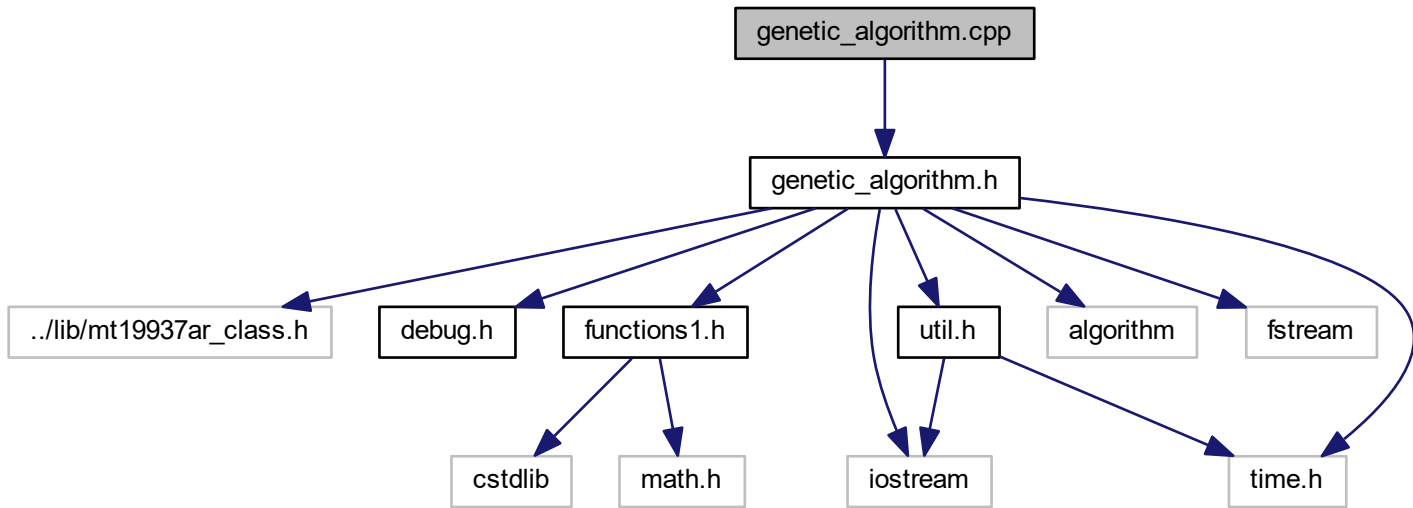 genetic_algorithm.cpp
genetic_algorithm.h
../lib/mt19937ar_class.h
debug.h
functions1.h
util.h
algorithm
fstream
cstdlib
math.h
iostream
time.h